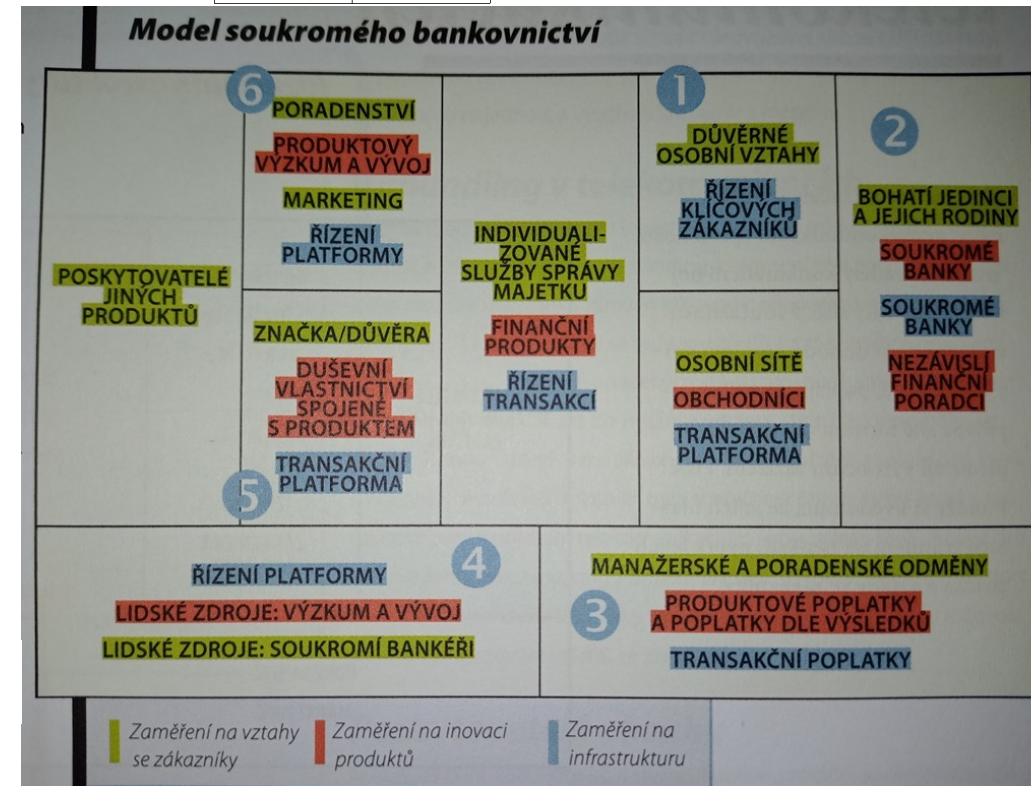 Model soukromého bankovnictví
6
PORADENSTVÍ
PRODUKTOVÝ
VÝZKUM A VÝVOJ
MARKETING
ŘÍZENÍ
PLATFORMY
1
DŮVĚRNÉ
OSOBNÍ VZTAHY
ŘÍZENÍ
KLÍČOVÝCH
ZÁKAZNÍKŮ
2
BOHATÍ JEDINCI
A JEJICH RODINY
SOUKROMÉ
BANKY
SOUKROMÉ
BANKY
NEZÁVISLÍ
FINANČNÍ
PORADCI
POSKYTOVATELÉ
JINÝCH
PRODUKTŮ
INDIVIDUALI-
ZOVANÉ
SLUŽBY SPRÁVY
MAJETKU
FINANČNÍ
PRODUKTY
ŘÍZENÍ
TRANSAKCÍ
ZNAČKA/DŮVĚRA
DUŠEVNÍ
VLASTNICTVÍ
SPOJENÉ
S PRODUKTEM
TRANSAKČNÍ
PLATFORMA
5
OSOBNÍ SÍTĚ
OBCHODNÍCI
TRANSAKČNÍ
PLATFORMA
4
ŘÍZENÍ PLATFORMY
LIDSKÉ ZDROJE: VÝZKUM A VÝVOJ
LIDSKÉ ZDROJE: SOUKROMÍ BANKÉŘI
MANAŽERSKÉ A PORADENSKÉ ODMĚNY
3
PRODUKTOVÉ POPLATKY
A POPLATKY DLE VÝSLEDKŮ
TRANSAKČNÍ POPLATKY
Zaměření na vztahy
se zákazníky
Zaměření na inovaci
produktů
Zaměření na
infrastrukturu